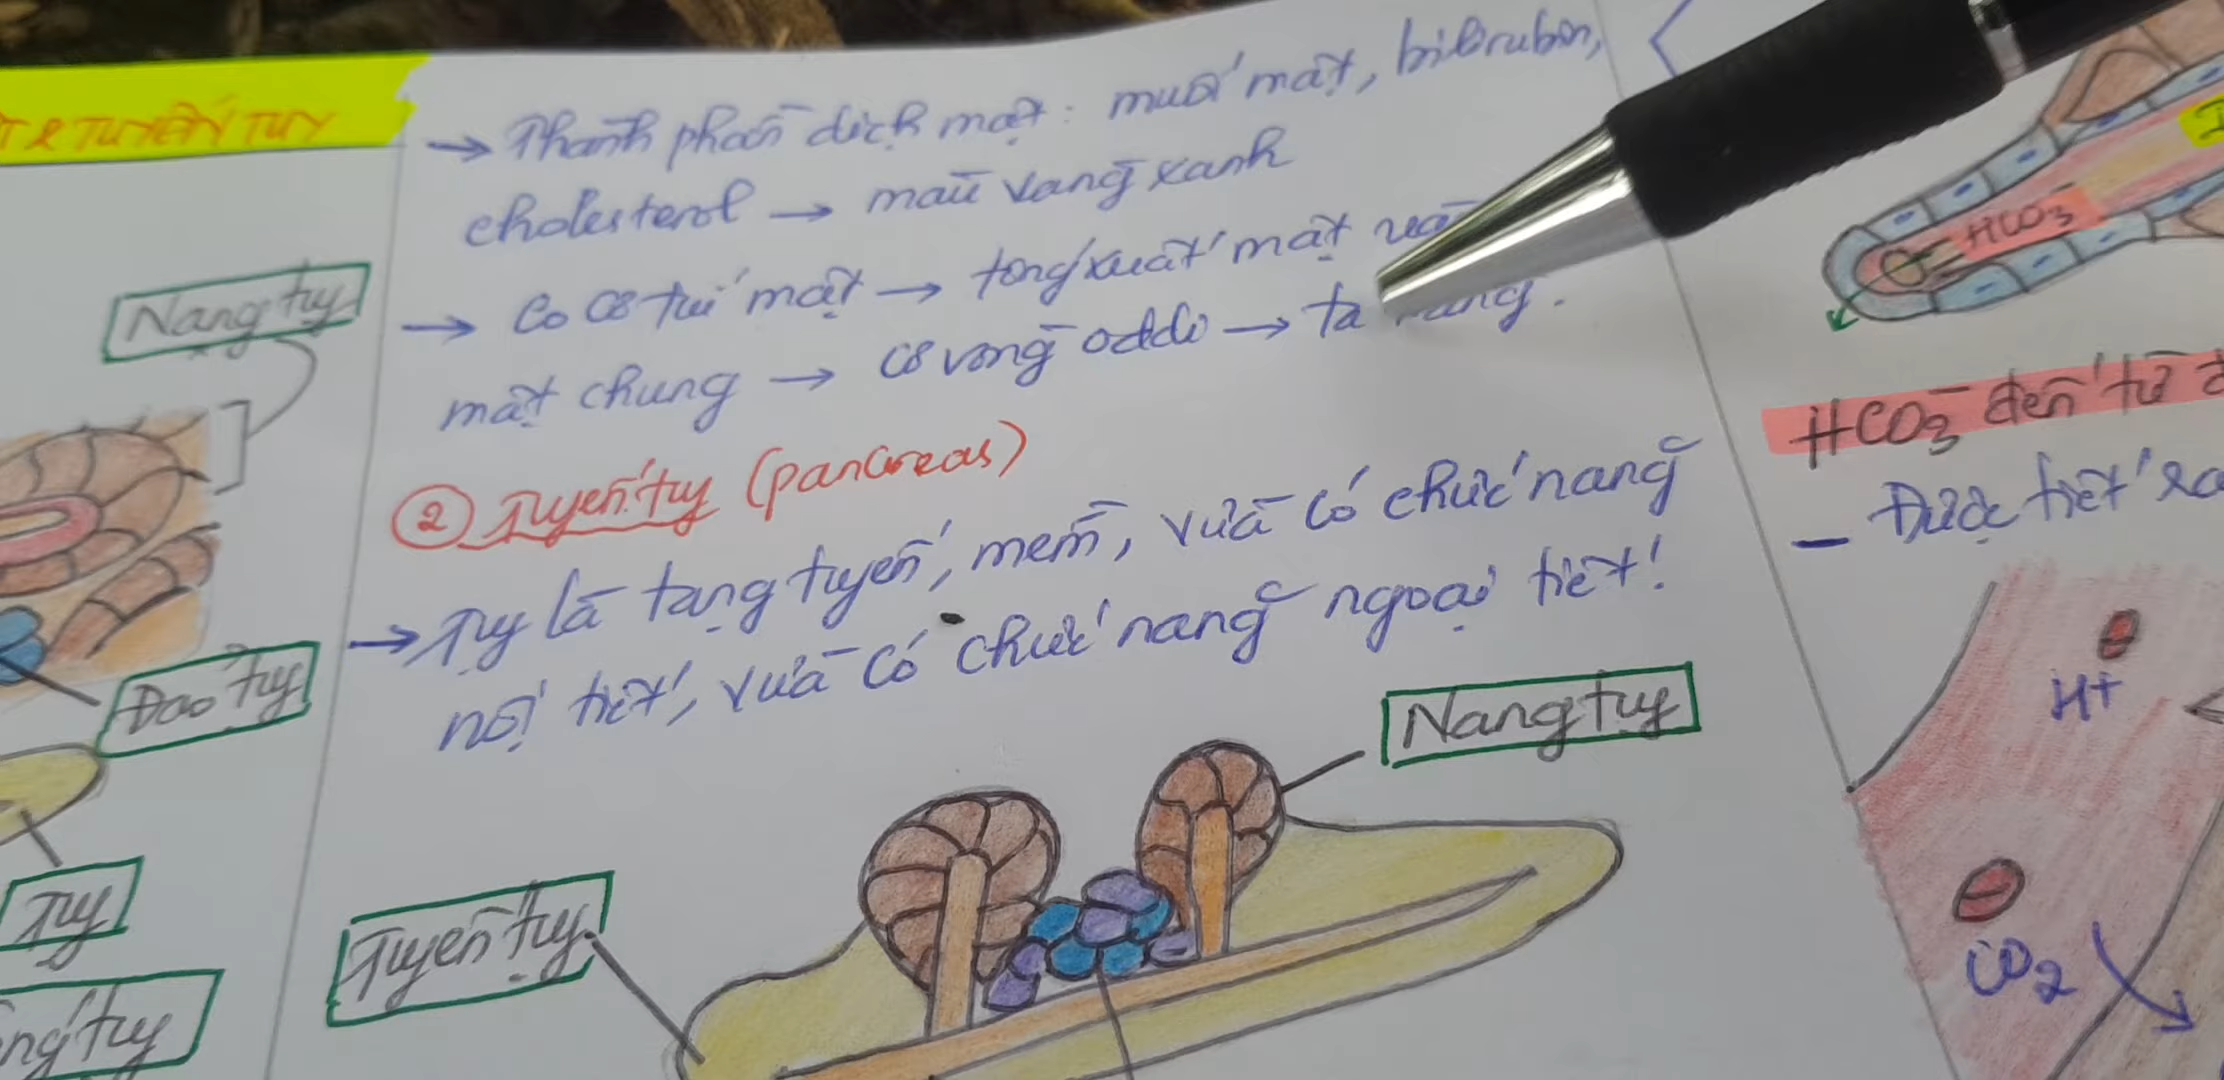 & TUYẾN TỤY
Nang tụy
Đảo tụy
Tụy
→ Thành phần dịch mật: muối mật, bilirubin,
cholesterol → màu vàng xanh
→ Co cơ túi mật → tống xuất mật
mật chung → cơ vòng oddi → tá tràng.
② Tuyến tụy (pancreas)
→ Tụy là tạng tuyến, mềm, vừa có chức năng
nội tiết, vừa có chức năng ngoại tiết!
Nang tụy
Tuyến tụy
HCO₃⁻
HCO₃⁻ đến từ
– Được tiết ra
H+
CO₂